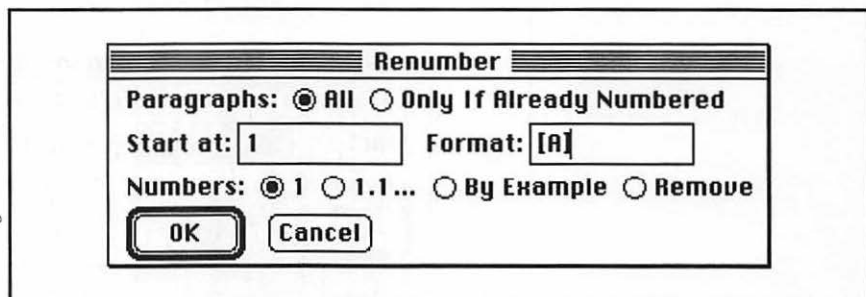 Renumber
Paragraphs: All Only If Already Numbered
Start at: 1 Format: [A]
Numbers: 1 1.1... By Example Remove
OK Cancel